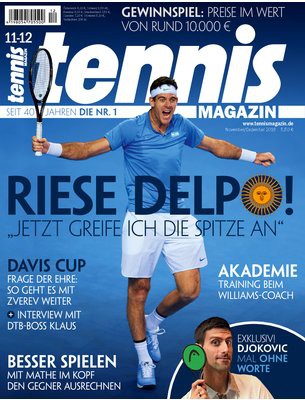 GEWINNSPIEL: PREISE IM WERT
VON RUND 10.000 €
11-12
tennis
tennis
MAGAZIN
SEIT 40 JAHREN DIE NR. 1
www.tennismagazin.de
RIESE DELPO!
„JETZT GREIFE ICH DIE SPITZE AN“
DAVIS CUP
FRAGE DER EHRE:
SO GEHT ES MIT
ZVEREV WEITER
+ INTERVIEW MIT
DTB-BOSS KLAUS
AKADEMIE
TRAINING BEIM
WILLIAMS-COACH
BESSER SPIELEN
MIT MATHE IM KOPF
DEN GEGNER AUSRECHNEN
EXKLUSIV!
DJOKOVIC
MAL OHNE
WORTE